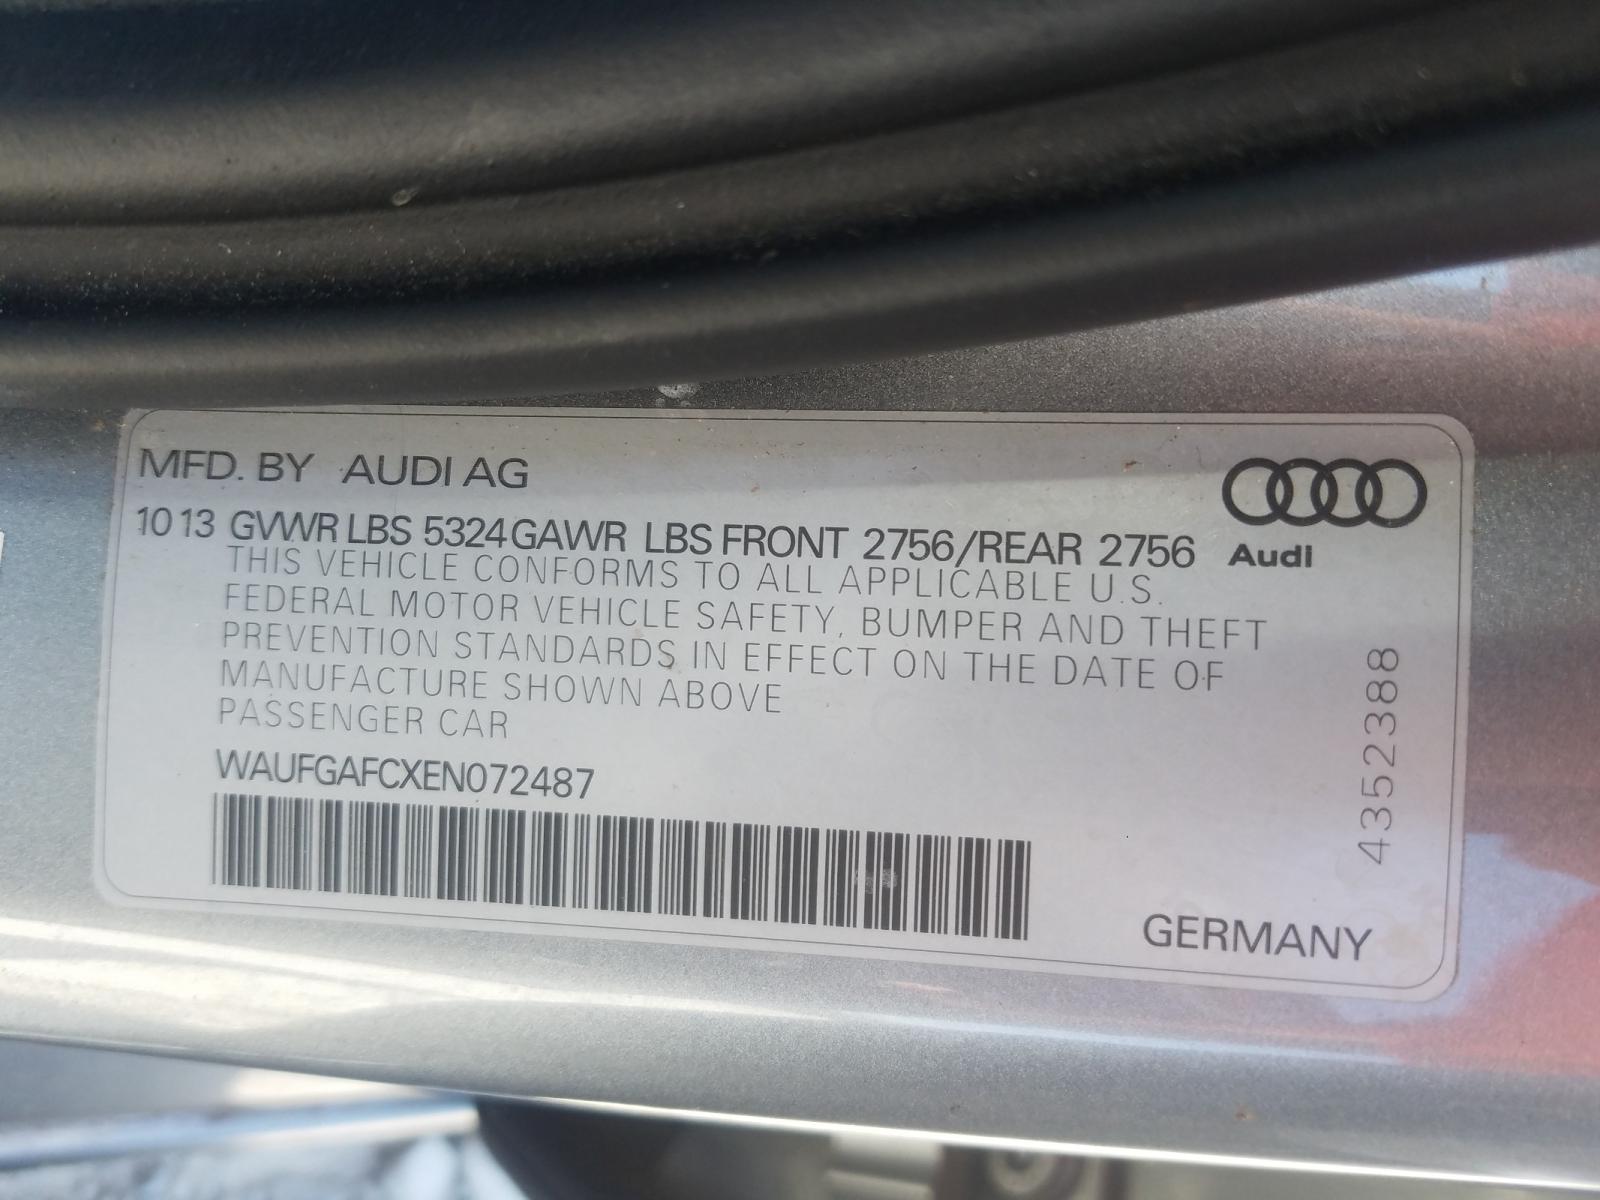 MFD. BY AUDI AG
10 13 GVWR LBS 5324 GAWR LBS FRONT 2756/REAR 2756
Audi
THIS VEHICLE CONFORMS TO ALL APPLICABLE U.S.
FEDERAL MOTOR VEHICLE SAFETY, BUMPER AND THEFT
PREVENTION STANDARDS IN EFFECT ON THE DATE OF
MANUFACTURE SHOWN ABOVE
PASSENGER CAR
WAUFGAFCXEN072487
4352388
GERMANY